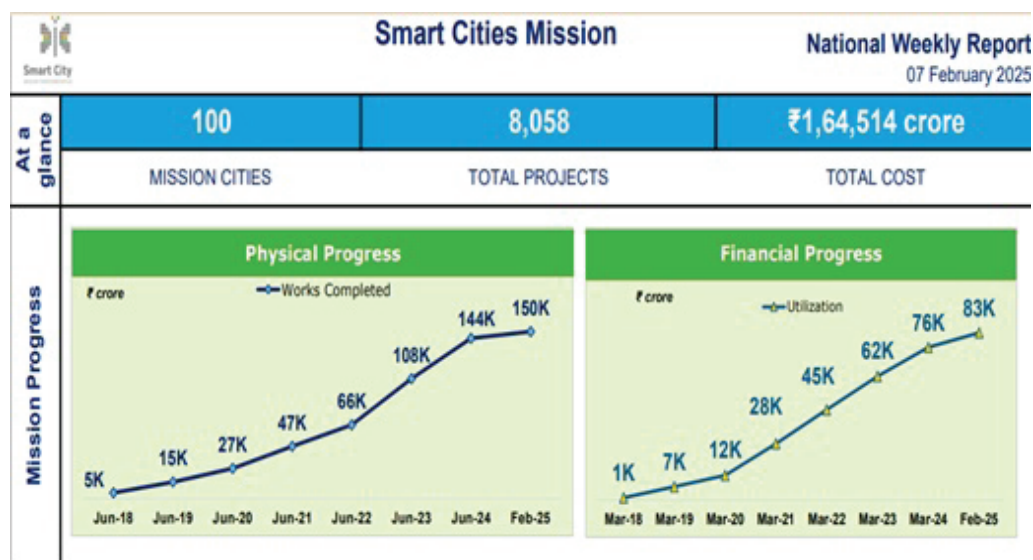 Smart Cities Mission
National Weekly Report
07 February 2025
Smart City
At a glance
100
8,058
₹1,64,514 crore
MISSION CITIES
TOTAL PROJECTS
TOTAL COST
Mission Progress
Physical Progress
₹ crore
Works Completed
5K
15K
27K
47K
66K
108K
144K
150K
Jun-18
Jun-19
Jun-20
Jun-21
Jun-22
Jun-23
Jun-24
Feb-25
Financial Progress
₹ crore
Utilization
1K
7K
12K
28K
45K
62K
76K
83K
Mar-18
Mar-19
Mar-20
Mar-21
Mar-22
Mar-23
Mar-24
Feb-25